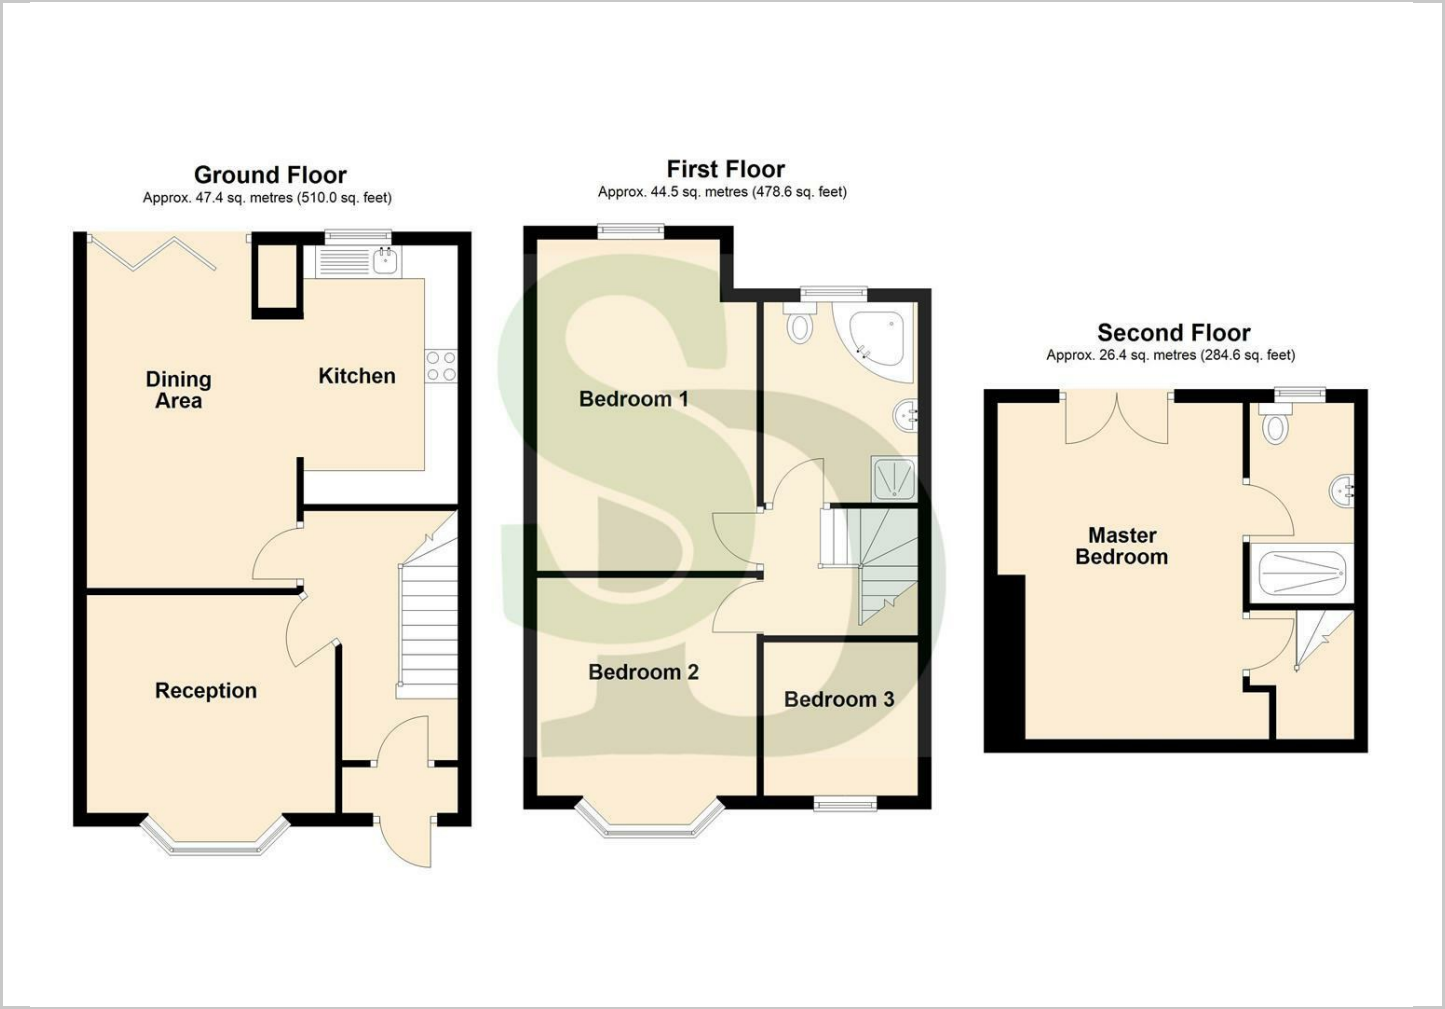 Ground Floor
Approx. 47.4 sq. metres (510.0 sq. feet)
Dining
Area
Kitchen
Reception
First Floor
Approx. 44.5 sq. metres (478.6 sq. feet)
Bedroom 1
Bedroom 2
Bedroom 3
Second Floor
Approx. 26.4 sq. metres (284.6 sq. feet)
Master
Bedroom
SD